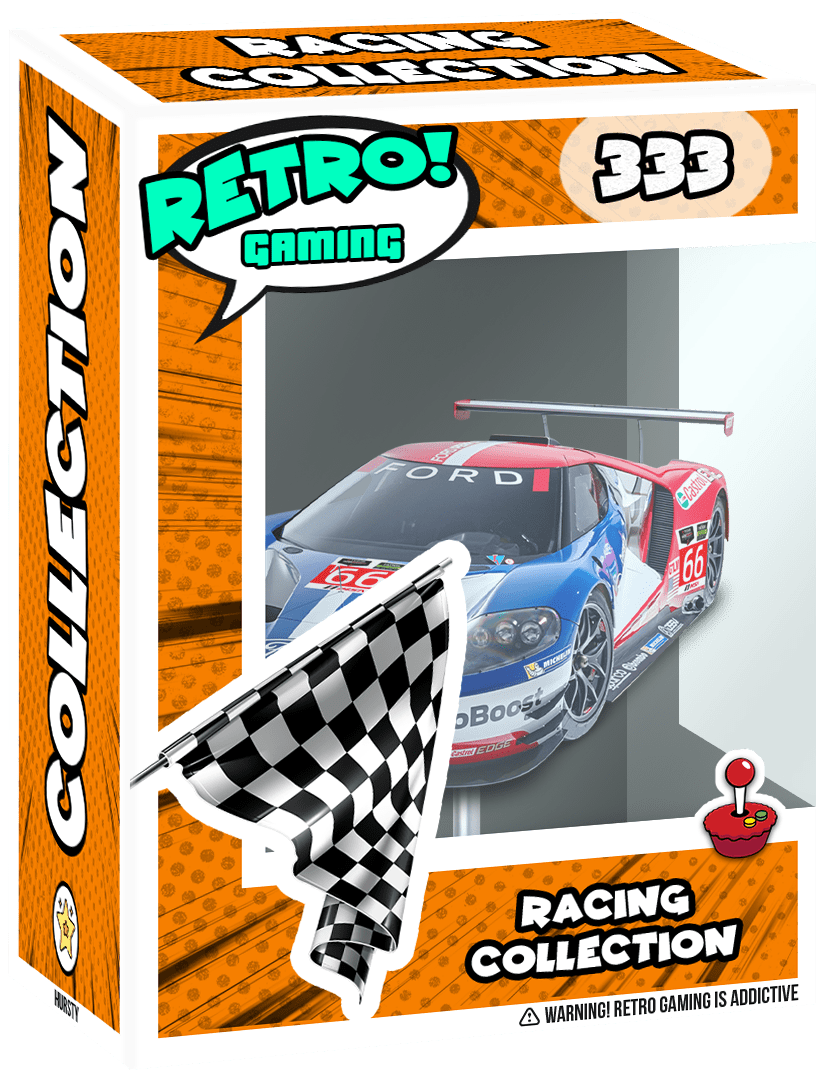 RACING
COLLECTION
COLLECTION
HURSTY
RETRO!
GAMING
333
FORD
FORD
66
66
Castrol
MICHELIN
oBoost
Castrol EDGE
RACING
COLLECTION
WARNING! RETRO GAMING IS ADDICTIVE